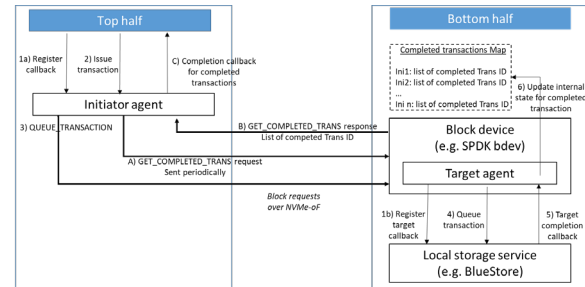 Top half
1a) Register
callback
2) Issue
transaction
C) Completion callback
for completed
transactions
Initiator agent
3) QUEUE_TRANSACTION
B) GET_COMPLETED_TRANS response
List of competed Trans ID
A) GET_COMPLETED_TRANS request
Sent periodically
Block requests
over NVMe-oF
Bottom half
Completed transactions Map
Ini1: list of completed Trans ID
Ini2: list of completed Trans ID
...
Ini n: list of completed Trans ID
6) Update internal
state for completed
transaction
Block device
(e.g. SPDK bdev)
Target agent
1b) Register
target
callback
4) Queue
transaction
5) Target
completion
callback
Local storage service
(e.g. BlueStore)